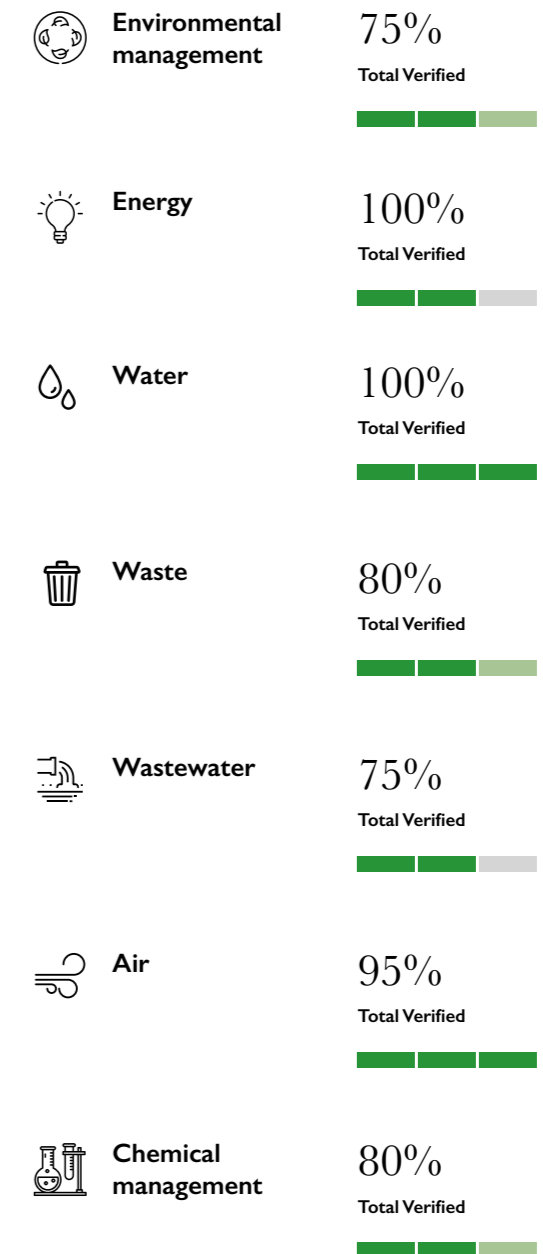 Environmental
management
75%
Total Verified
Energy
100%
Total Verified
Water
100%
Total Verified
Waste
80%
Total Verified
Wastewater
75%
Total Verified
Air
95%
Total Verified
Chemical
management
80%
Total Verified